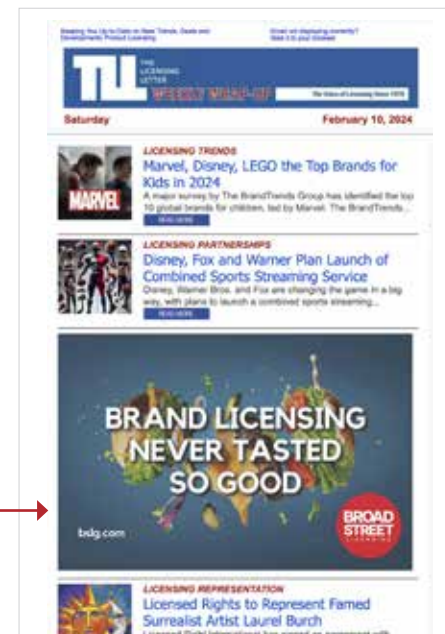 Keeping You Up-to-Date on New Trends, Deals and
Developments Product Licensing
Email not displaying correctly?
View it in your browser
TLL
THE
LICENSING
LETTER
WEEKLY WRAP-UP
The Voice of Licensing Since 1976
Saturday
February 10, 2024
LICENSING TRENDS
Marvel, Disney, LEGO the Top Brands for
Kids in 2024
A major survey by The BrandTrends Group has identified the top
10 global brands for children, led by Marvel. The BrandTrends...
READ MORE
MARVEL
LICENSING PARTNERSHIPS
Disney, Fox and Warner Plan Launch of
Combined Sports Streaming Service
Disney, Warner Bros. and Fox are changing the game in a big
way, with plans to launch a combined sports streaming...
READ MORE
BRAND LICENSING
NEVER TASTED
SO GOOD
bslg.com
BROAD
STREET
LICENSING
LICENSING REPRESENTATION
Licensed Rights to Represent Famed
Surrealist Artist Laurel Burch